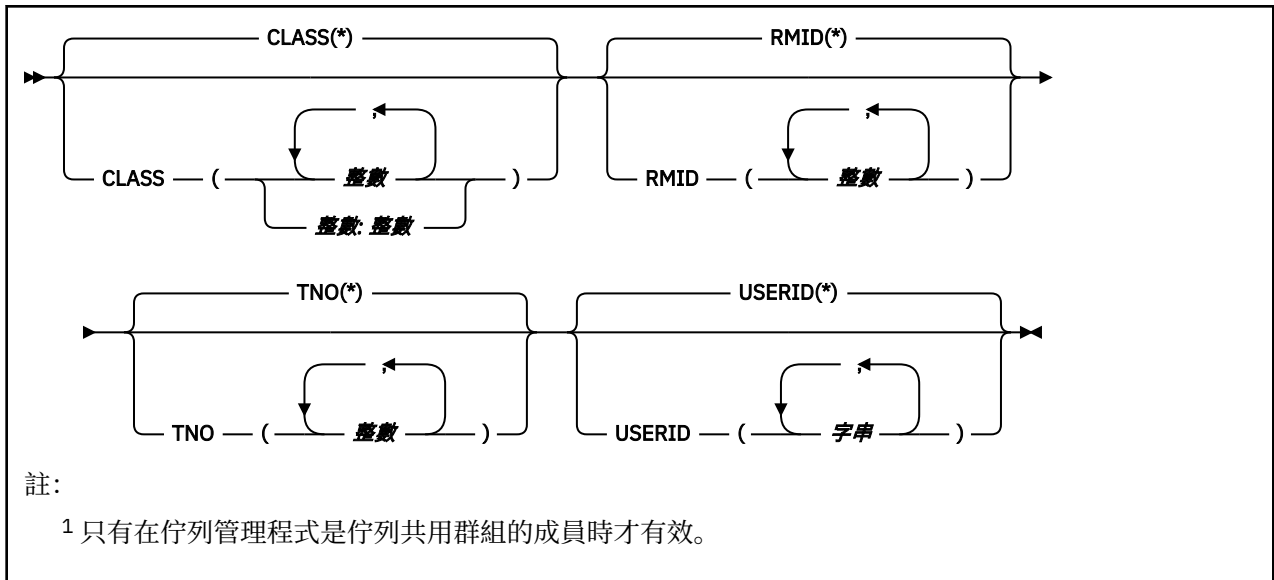 CLASS(*) RMID(*)
, ,
CLASS ( 整數 ) RMID ( 整數 )
整數: 整數
TNO(*) USERID(*)
, ,
TNO ( 整數 ) USERID ( 字串 )
註:
1 只有在佇列管理程式是佇列共用群組的成員時才有效。